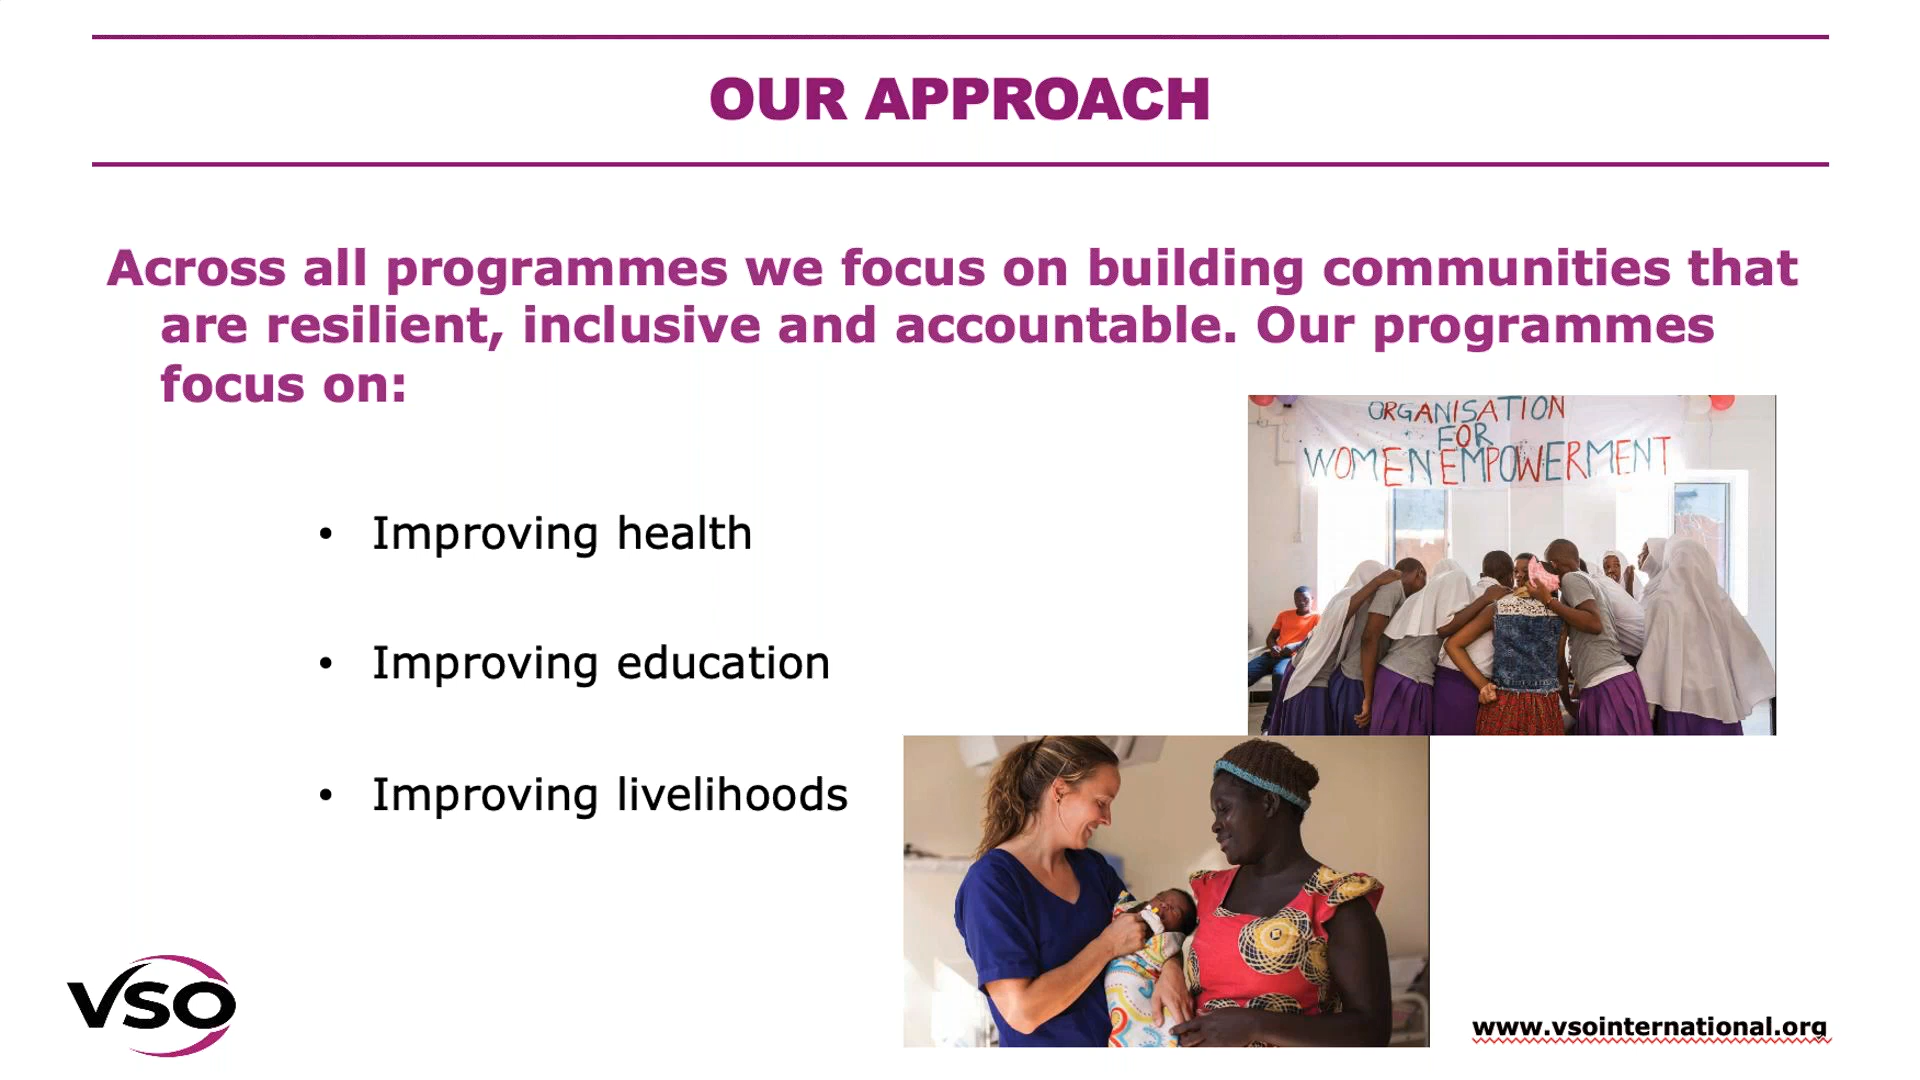 OUR APPROACH
Across all programmes we focus on building communities that
are resilient, inclusive and accountable. Our programmes
focus on:
• Improving health
• Improving education
• Improving livelihoods
ORGANISATION
FOR
WOMEN EMPOWERMENT
VSO
www.vsointernational.org